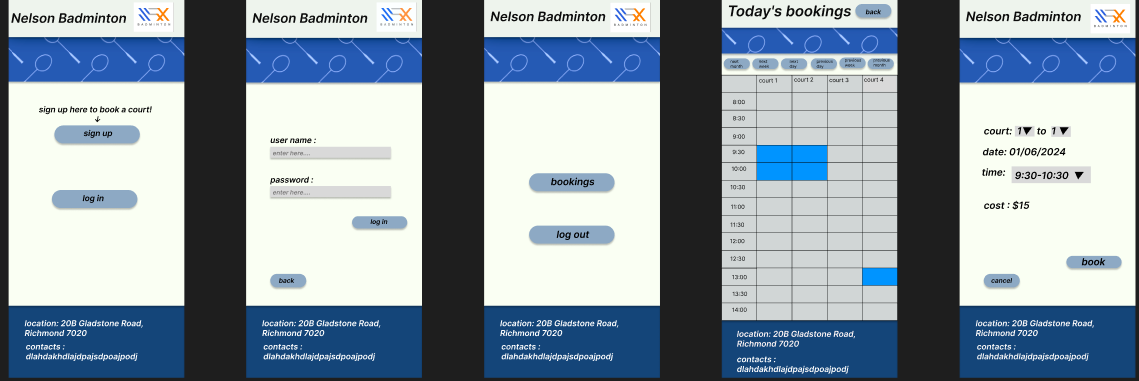 Nelson Badminton
BADMINTON
sign up here to book a court!
↓
sign up
log in
location: 20B Gladstone Road,
Richmond 7020
contacts :
dlahdakhdlajdpajsdpoajpodj
Nelson Badminton
BADMINTON
user name :
enter here....
password :
enter here....
log in
back
location: 20B Gladstone Road,
Richmond 7020
contacts :
dlahdakhdlajdpajsdpoajpodj
Nelson Badminton
BADMINTON
bookings
log out
location: 20B Gladstone Road,
Richmond 7020
contacts :
dlahdakhdlajdpajsdpoajpodj
Today's bookings
back
next
month
next
week
next
day
previous
day
previous
week
previous
month
court 1 court 2 court 3 court 4
8:00
8:30
9:00
9:30
10:00
10:30
11:00
11:30
12:00
12:30
13:00
13:30
14:00
location: 20B Gladstone Road,
Richmond 7020
contacts :
dlahdakhdlajdpajsdpoajpodj
Nelson Badminton
BADMINTON
court: 1▼ to 1▼
date: 01/06/2024
time: 9:30-10:30 ▼
cost : $15
book
cancel
location: 20B Gladstone Road,
Richmond 7020
contacts :
dlahdakhdlajdpajsdpoajpodj